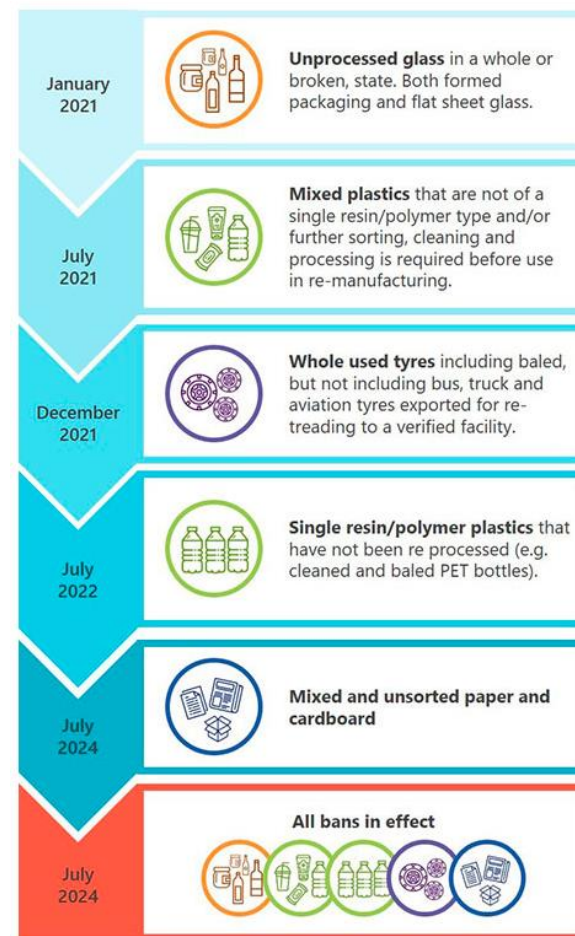 January
2021
Unprocessed glass in a whole or
broken, state. Both formed
packaging and flat sheet glass.
July
2021
Mixed plastics that are not of a
single resin/polymer type and/or
further sorting, cleaning and
processing is required before use
in re-manufacturing.
December
2021
Whole used tyres including baled,
but not including bus, truck and
aviation tyres exported for re-
treading to a verified facility.
July
2022
Single resin/polymer plastics that
have not been re processed (e.g.
cleaned and baled PET bottles).
July
2024
Mixed and unsorted paper and
cardboard
July
2024
All bans in effect